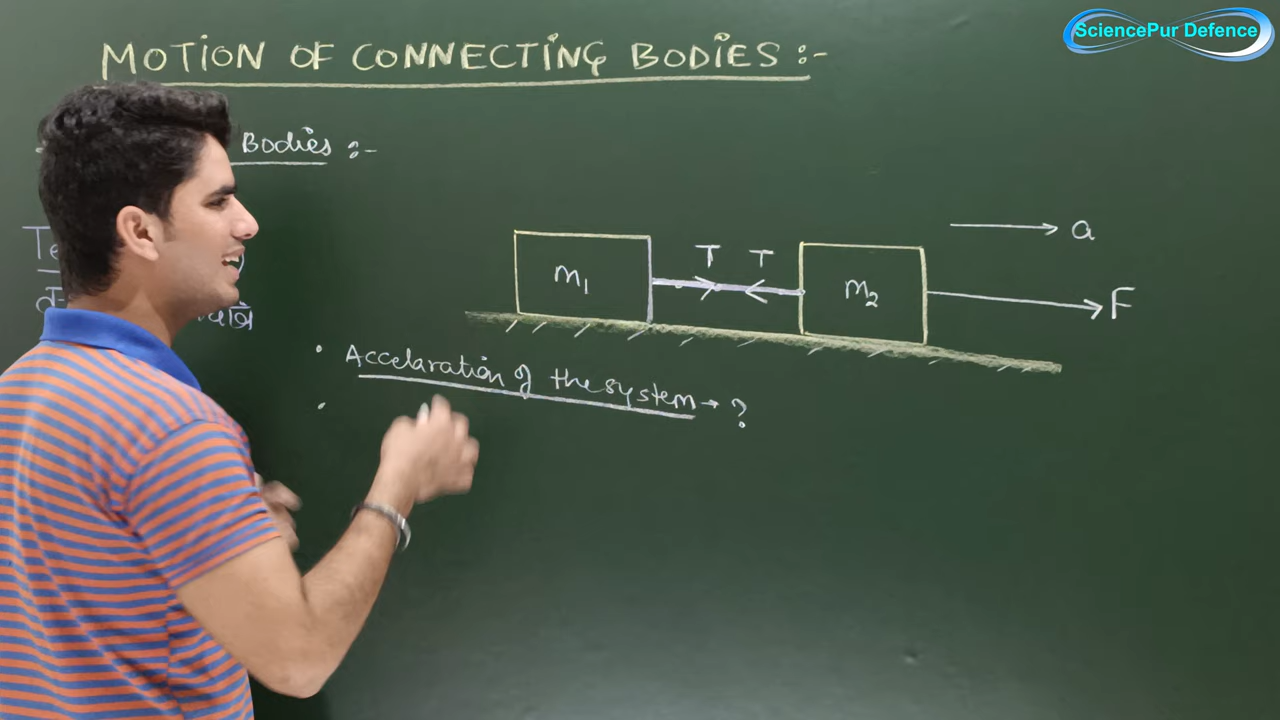 SciencePur Defence
MOTION OF CONNECTING BODIES :-
Bodies :-
a
T T
m₁ m₂ F
• Accelaration of the system → ?
•